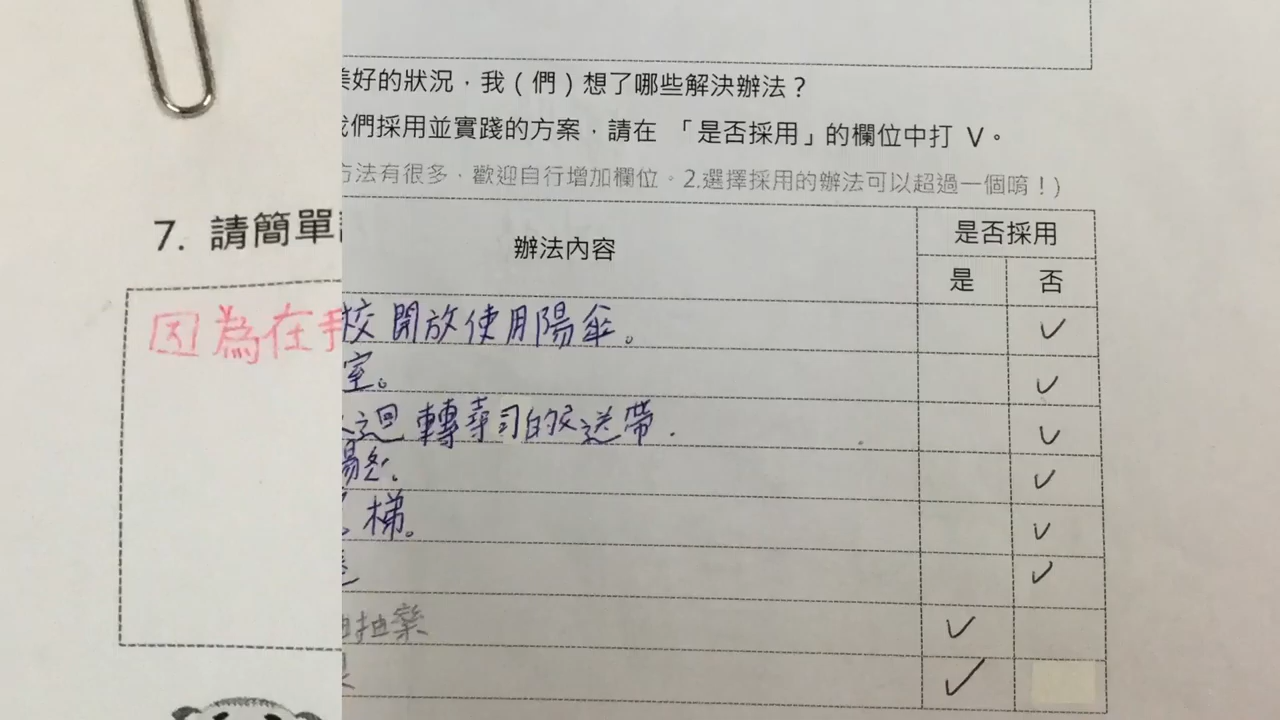 7. 請簡單
因為在
美好的狀況，我（們）想了哪些解決辦法？
我們採用並實踐的方案，請在 「是否採用」的欄位中打 V。
方法有很多，歡迎自行增加欄位。2.選擇採用的辦法可以超過一個唷！)
辦法內容
是否採用
是
否
校開放使用陽傘。
室。
迴轉壽司的 送帶.
陽
梯。